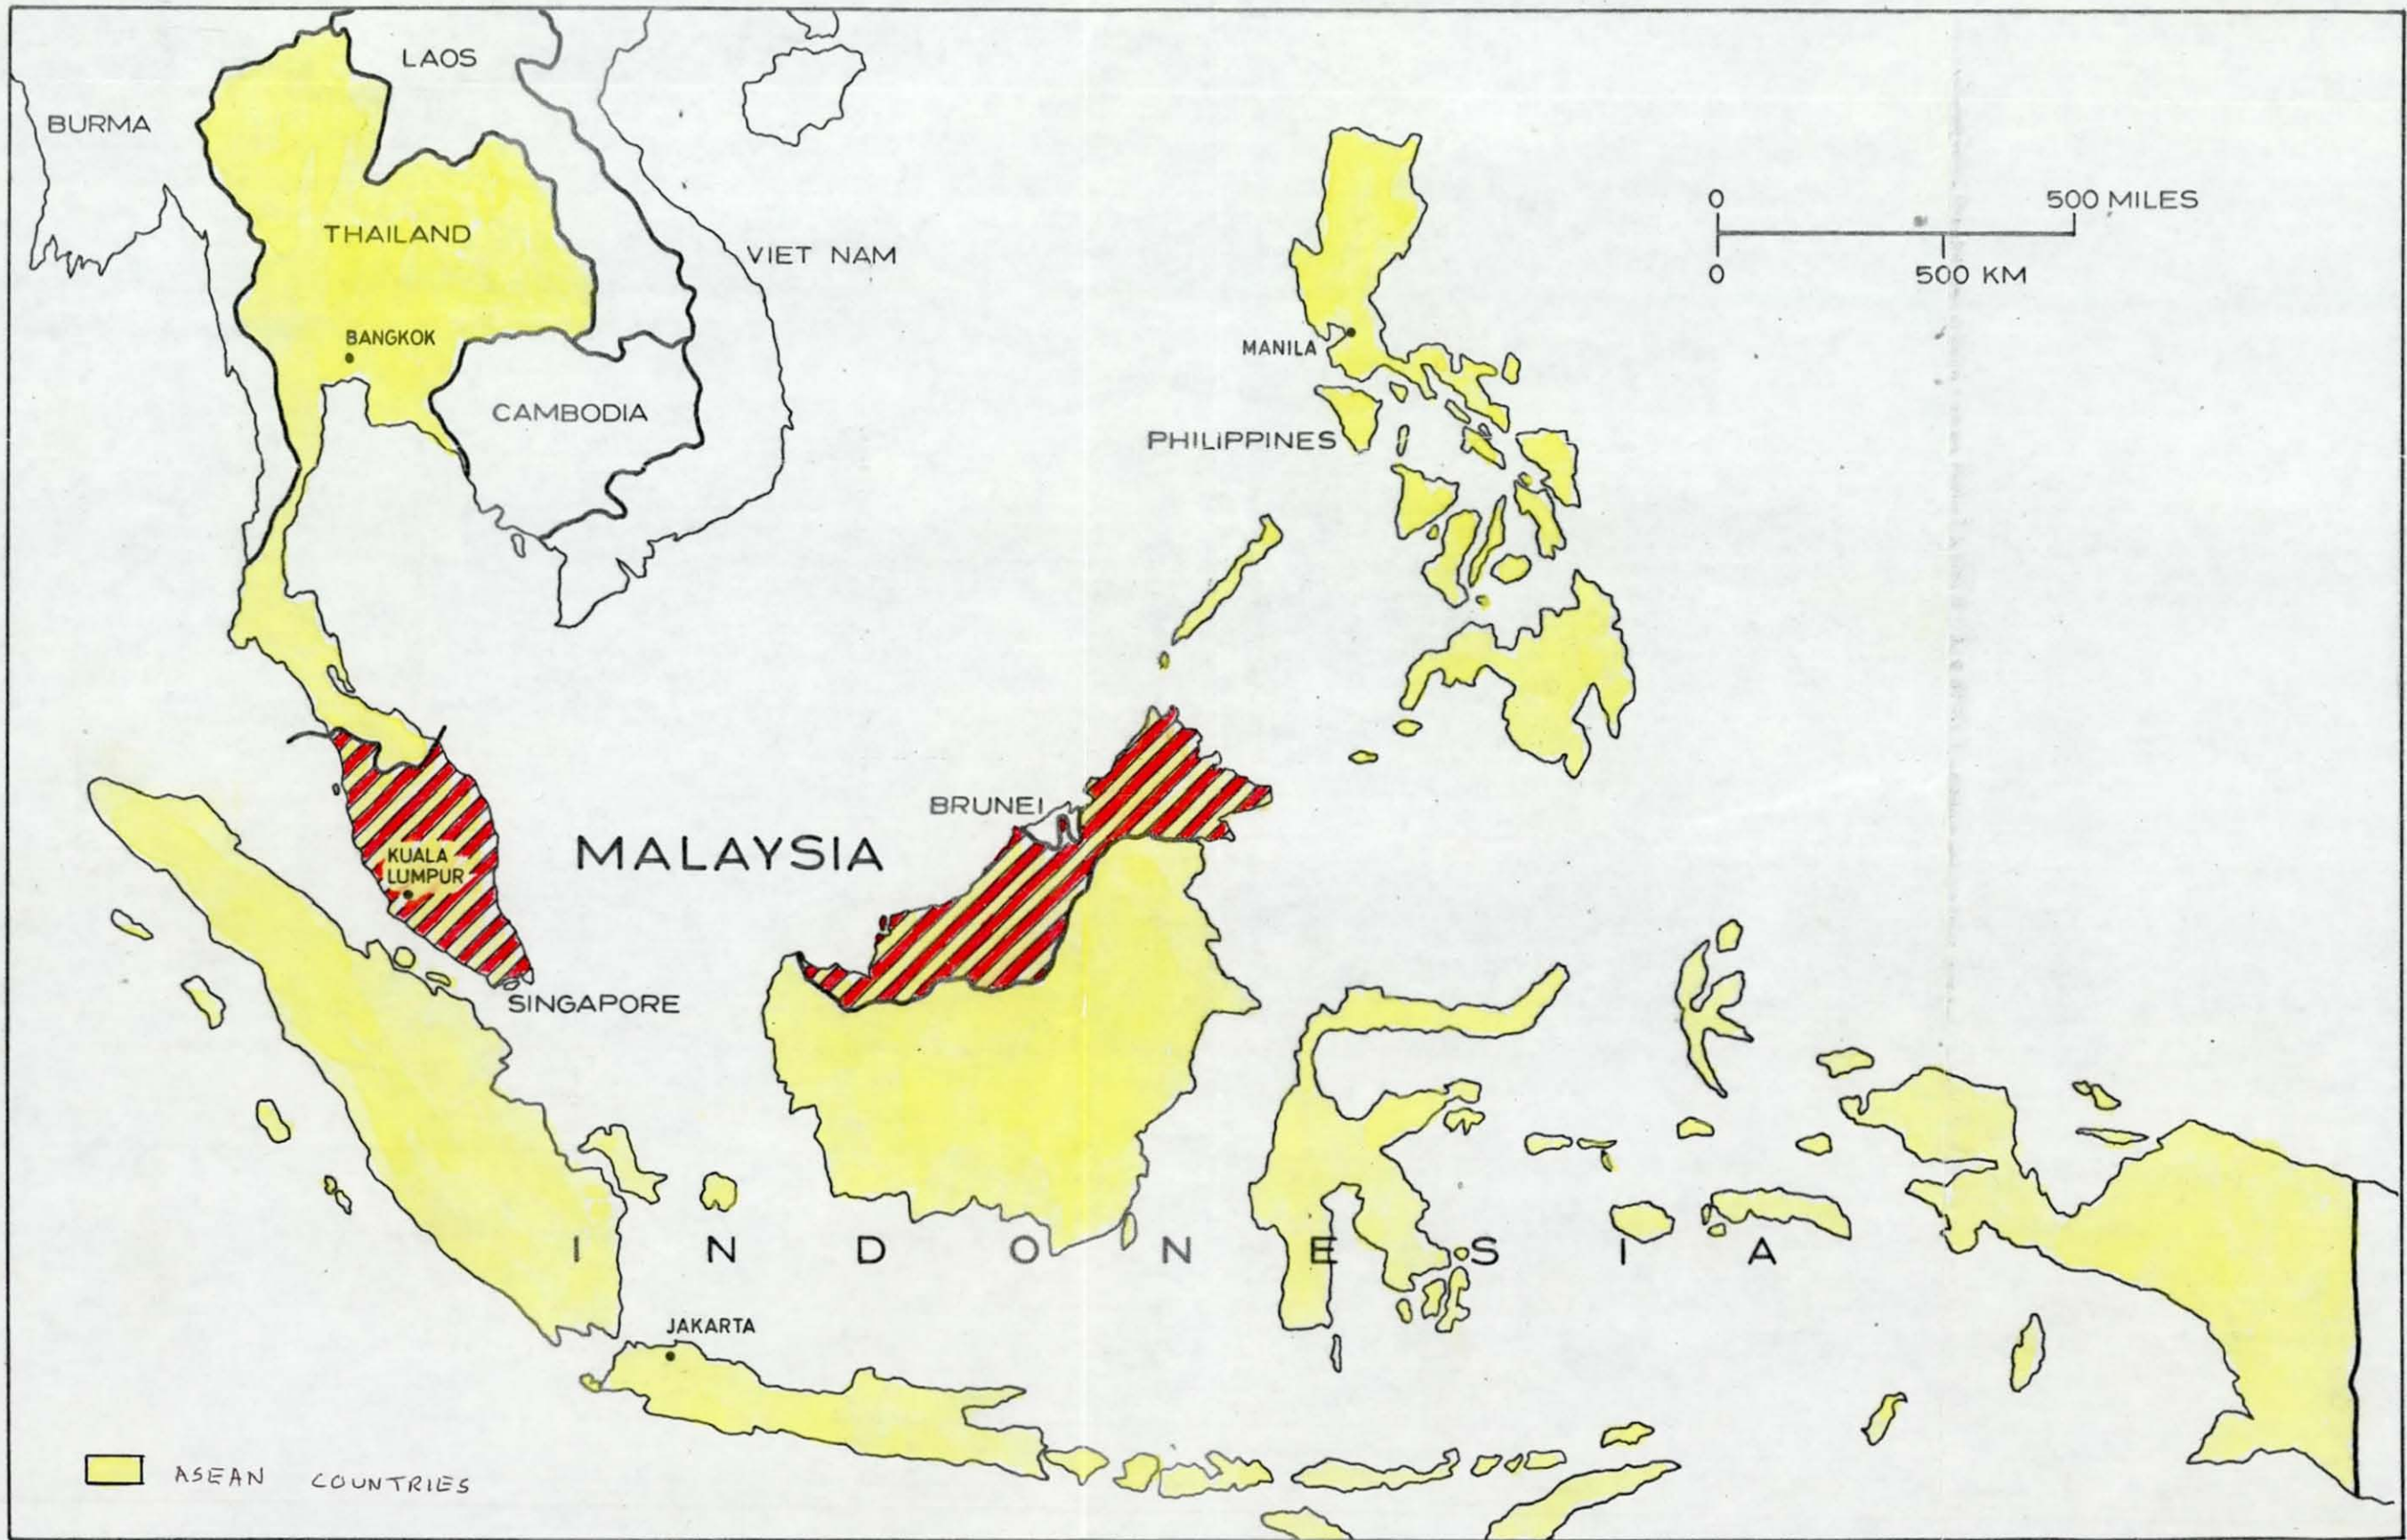 LAOS
BURMA
0 500 MILES
THAILAND
VIET NAM
0 500 KM
BANGKOK
MANILA
CAMBODIA
PHILIPPINES
BRUNEI
MALAYSIA
KUALA
LUMPUR
SINGAPORE
I N D O N E S I A
JAKARTA
ASEAN COUNTRIES